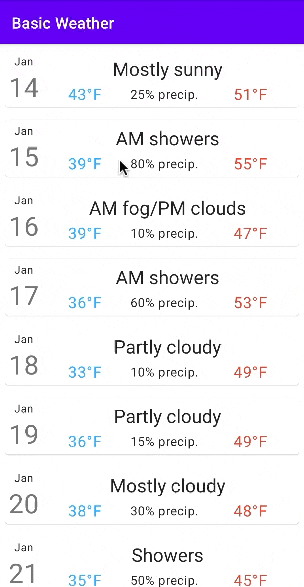 Basic Weather
Jan
14
Mostly sunny
43°F 25% precip. 51°F
Jan
15
AM showers
39°F 80% precip. 55°F
Jan
16
AM fog/PM clouds
39°F 10% precip. 47°F
Jan
17
AM showers
36°F 60% precip. 53°F
Jan
18
Partly cloudy
33°F 10% precip. 49°F
Jan
19
Partly cloudy
36°F 15% precip. 49°F
Jan
20
Mostly cloudy
38°F 30% precip. 48°F
Jan
21
Showers
35°F 50% precip. 45°F